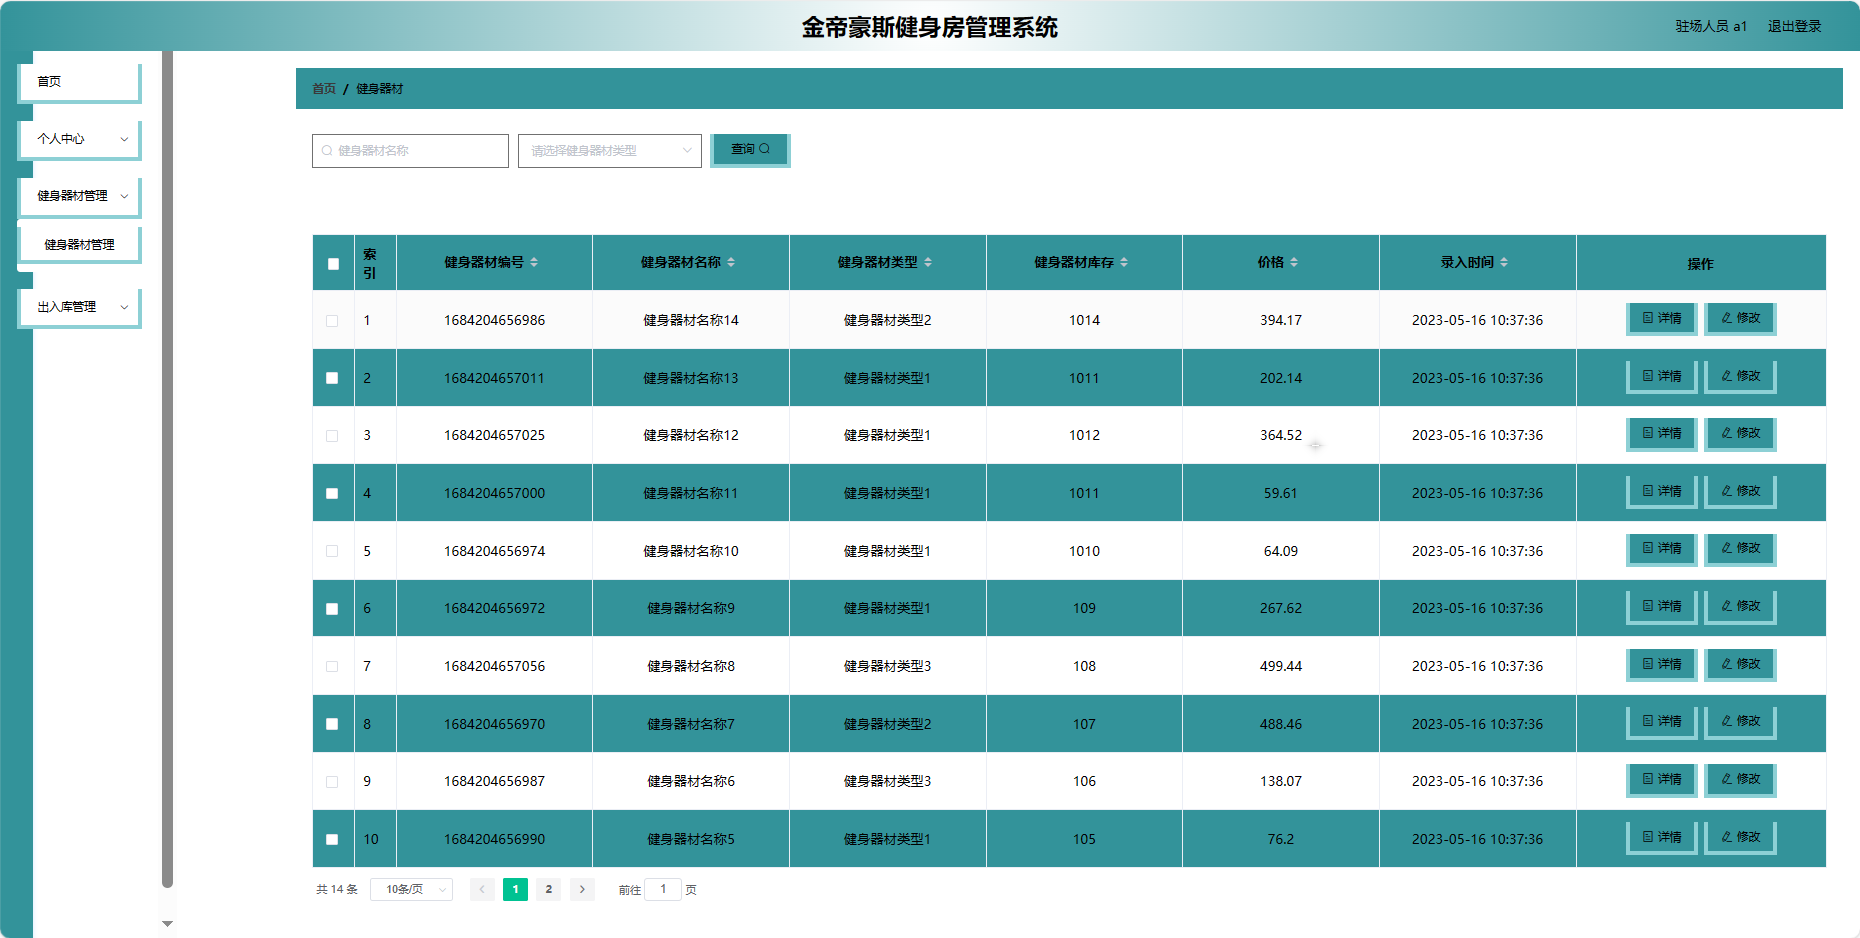 金帝豪斯健身房管理系统
驻场人员 a1 退出登录
首页
个人中心
健身器材管理
健身器材管理
出入库管理
首页 / 健身器材
健身器材名称 请选择健身器材类型 查询
索引 健身器材编号 健身器材名称 健身器材类型 健身器材库存 价格 录入时间 操作
1 1684204656986 健身器材名称14 健身器材类型2 1014 394.17 2023-05-16 10:37:36 详情 修改
2 1684204657011 健身器材名称13 健身器材类型1 1011 202.14 2023-05-16 10:37:36 详情 修改
3 1684204657025 健身器材名称12 健身器材类型1 1012 364.52 2023-05-16 10:37:36 详情 修改
4 1684204657000 健身器材名称11 健身器材类型1 1011 59.61 2023-05-16 10:37:36 详情 修改
5 1684204656974 健身器材名称10 健身器材类型1 1010 64.09 2023-05-16 10:37:36 详情 修改
6 1684204656972 健身器材名称9 健身器材类型1 109 267.62 2023-05-16 10:37:36 详情 修改
7 1684204657056 健身器材名称8 健身器材类型3 108 499.44 2023-05-16 10:37:36 详情 修改
8 1684204656970 健身器材名称7 健身器材类型2 107 488.46 2023-05-16 10:37:36 详情 修改
9 1684204656987 健身器材名称6 健身器材类型3 106 138.07 2023-05-16 10:37:36 详情 修改
10 1684204656990 健身器材名称5 健身器材类型1 105 76.2 2023-05-16 10:37:36 详情 修改
共 14 条 10条/页 1 2 前往 1 页